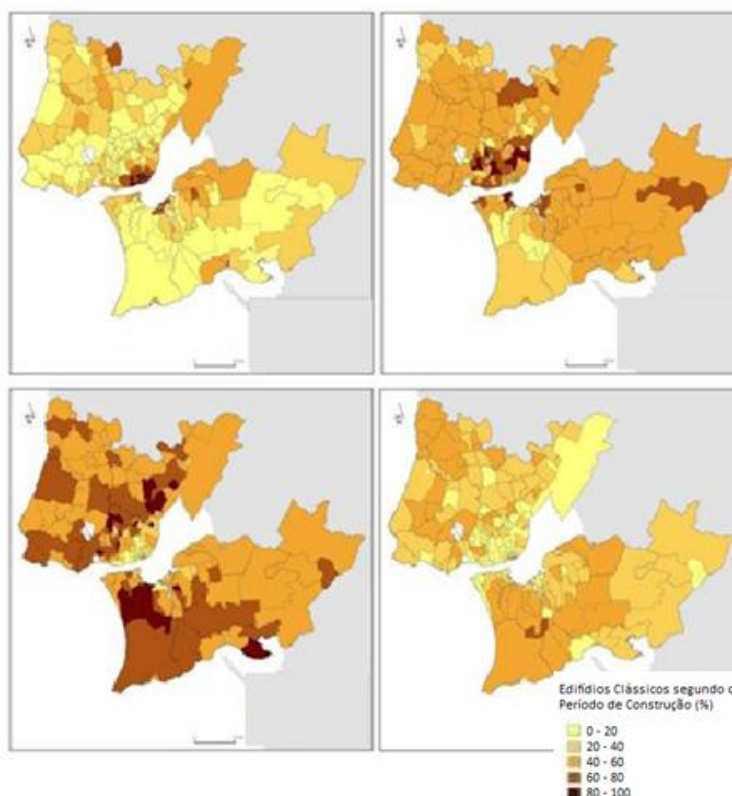 Edifídios Clássicos segundo o
Período de Construção (%)
0 - 20
20 - 40
40 - 60
60 - 80
80 - 100